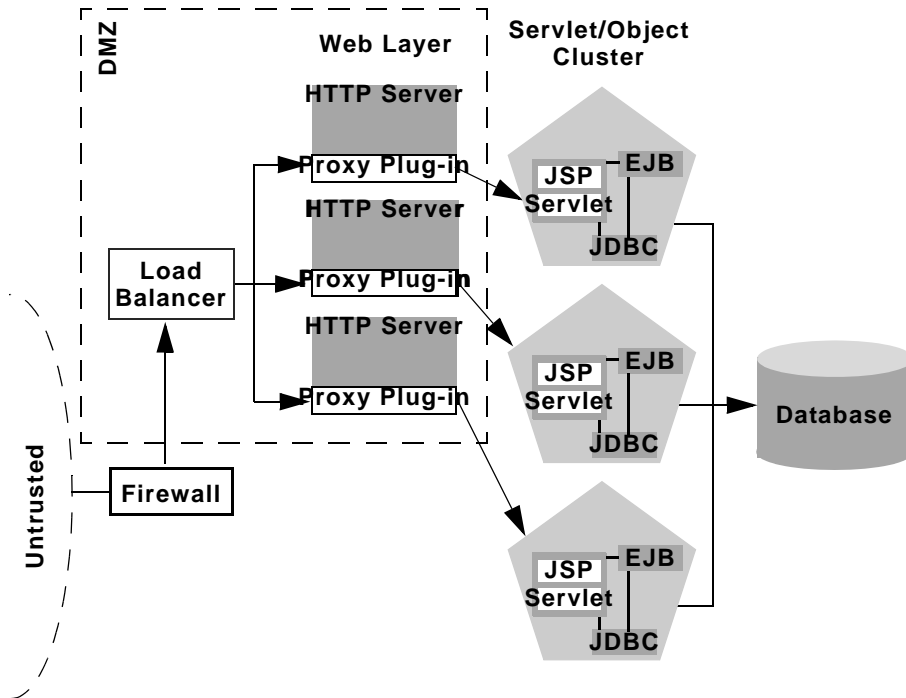 DMZ
Web Layer
Servlet/Object
Cluster
HTTP Server
Proxy Plug-in
HTTP Server
Proxy Plug-in
HTTP Server
Proxy Plug-in
Load
Balancer
Firewall
Untrusted
EJB
JSP
Servlet
JDBC
EJB
JSP
Servlet
JDBC
EJB
JSP
Servlet
JDBC
Database